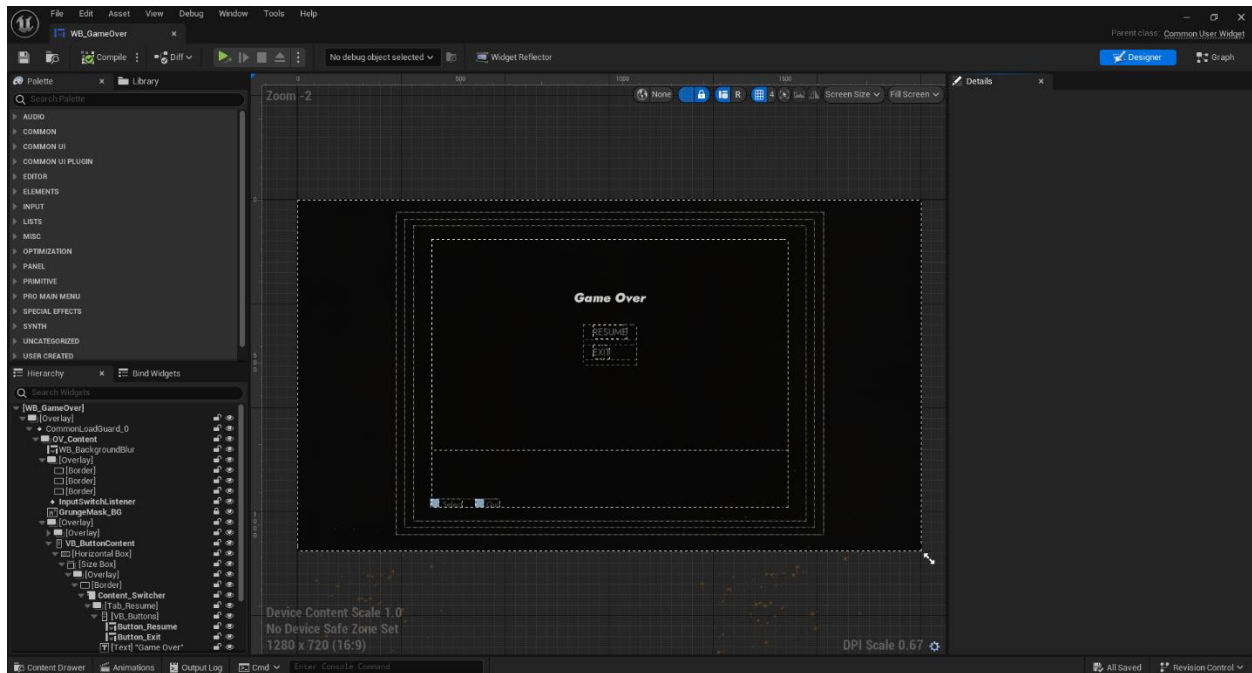 File Edit Asset View Debug Window Tools Help
WB_GameOver
Parent class: Common User Widget
Compile Diff No debug object selected Widget Reflector Designer Graph
Palette Library
Search Palette
AUDIO
COMMON
COMMON UI
COMMON UI PLUGIN
EDITOR
ELEMENTS
INPUT
LISTS
MISC
OPTIMIZATION
PANEL
PRIMITIVE
PRO MAIN MENU
SPECIAL EFFECTS
SYNTH
UNCATEGORIZED
USER CREATED
Hierarchy Bind Widgets
Search Widgets
[WB_GameOver]
[Overlay]
CommonLoadGuard_0
OV_Content
WB_BackgroundBlur
[Overlay]
[Border]
[Border]
[Border]
InputSwitchListener
GrungeMask_BG
[Overlay]
[Overlay]
VB_ButtonContent
[Horizontal Box]
[Size Box]
[Overlay]
[Border]
Content_Switcher
[Tab_Resume]
[VB_Buttons]
Button_Resume
Button_Exit
[Text] "Game Over"
0 500 1000 1500
Zoom -2
None R 4 Screen Size Fill Screen
Game Over
RESUME
EXIT
Select
Device Content Scale 1.0
No Device Safe Zone Set
1280 x 720 (16:9)
DPI Scale 0.67
Details
Content Drawer Animations Output Log Cmd Enter Console Command All Saved Revision Control